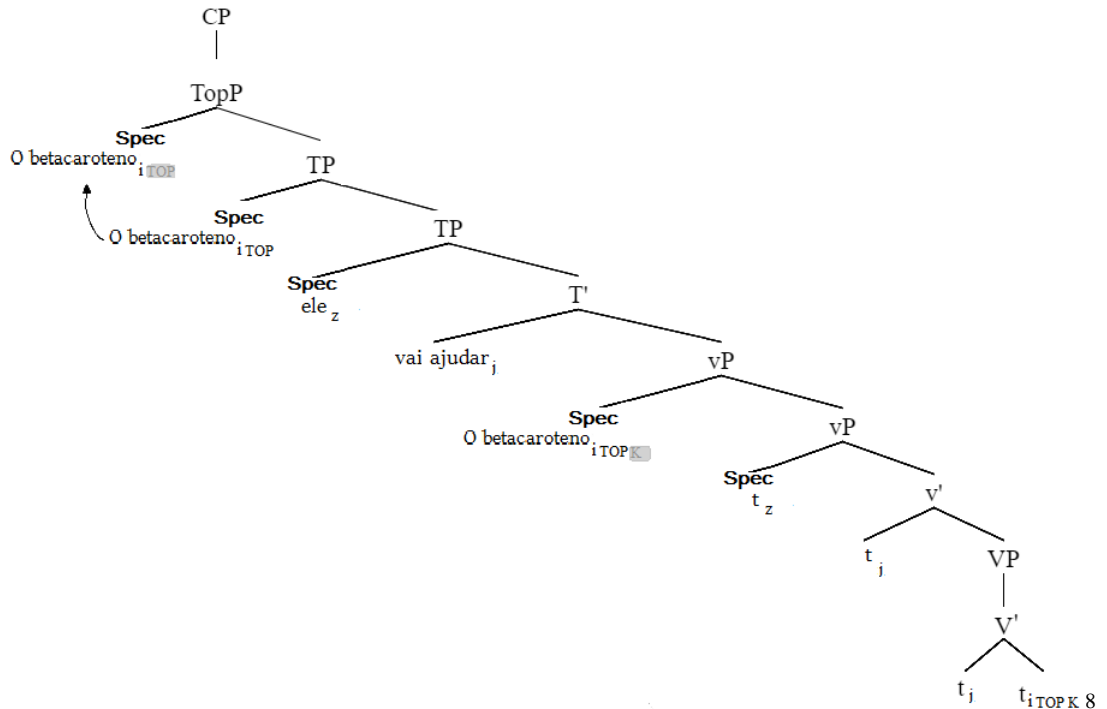 CP
TopP
Spec
O betacaroteno i TOP
TP
Spec
O betacaroteno i TOP
TP
Spec
ele z
T'
vai ajudar j
vP
Spec
O betacaroteno i TOP K
vP
Spec
t z
v'
t j
VP
V'
t j
t i TOP K 8